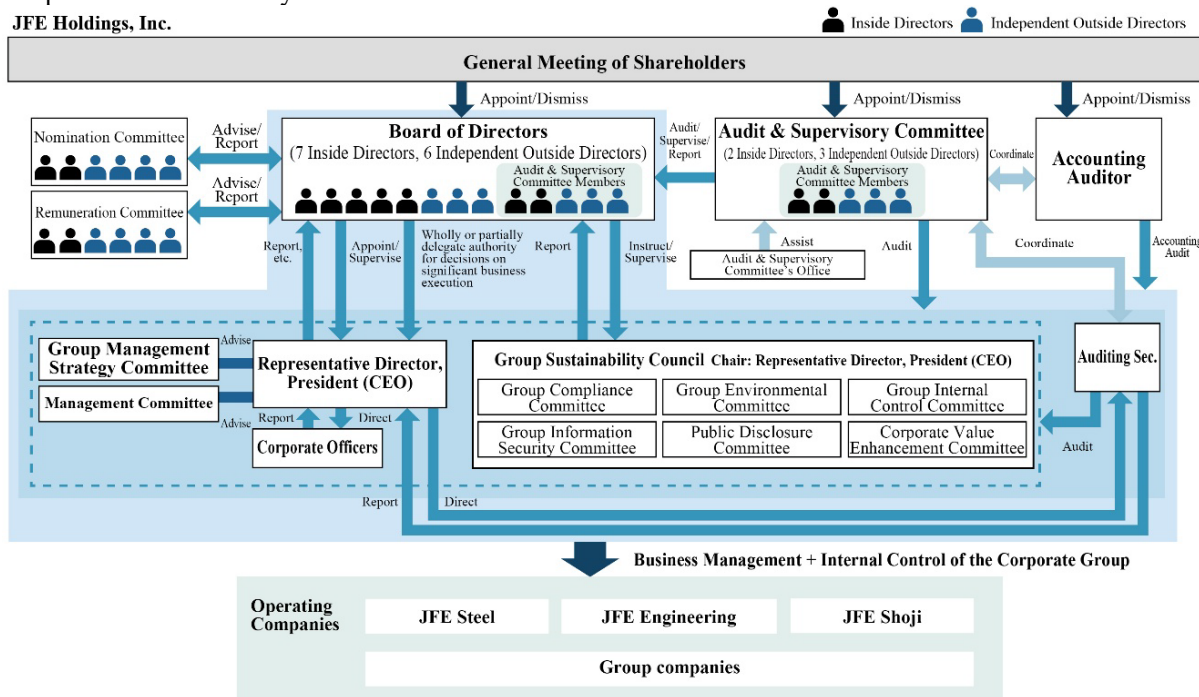 JFE Holdings, Inc.
Inside Directors
Independent Outside Directors
General Meeting of Shareholders
Appoint/Dismiss
Appoint/Dismiss
Appoint/Dismiss
Nomination Committee
Advise/
Report
Remuneration Committee
Advise/
Report
Board of Directors
(7 Inside Directors, 6 Independent Outside Directors)
Audit & Supervisory
Committee Members
Audit/
Supervise/
Report
Audit & Supervisory Committee
(2 Inside Directors, 3 Independent Outside Directors)
Audit & Supervisory
Committee Members
Coordinate
Accounting
Auditor
Report,
etc.
Appoint/
Supervise
Wholly or partially
delegate authority
for decisions on
significant business
execution
Report
Instruct/
Supervise
Assist
Audit & Supervisory
Committee's Office
Audit
Coordinate
Accounting
Audit
Group Management
Strategy Committee
Advise
Management Committee
Advise
Representative Director,
President (CEO)
Report
Direct
Corporate Officers
Group Sustainability Council Chair: Representative Director, President (CEO)
Group Compliance
Committee
Group Environmental
Committee
Group Internal
Control Committee
Group Information
Security Committee
Public Disclosure
Committee
Corporate Value
Enhancement Committee
Auditing Sec.
Audit
Report
Direct
Business Management + Internal Control of the Corporate Group
Operating
Companies
JFE Steel
JFE Engineering
JFE Shoji
Group companies